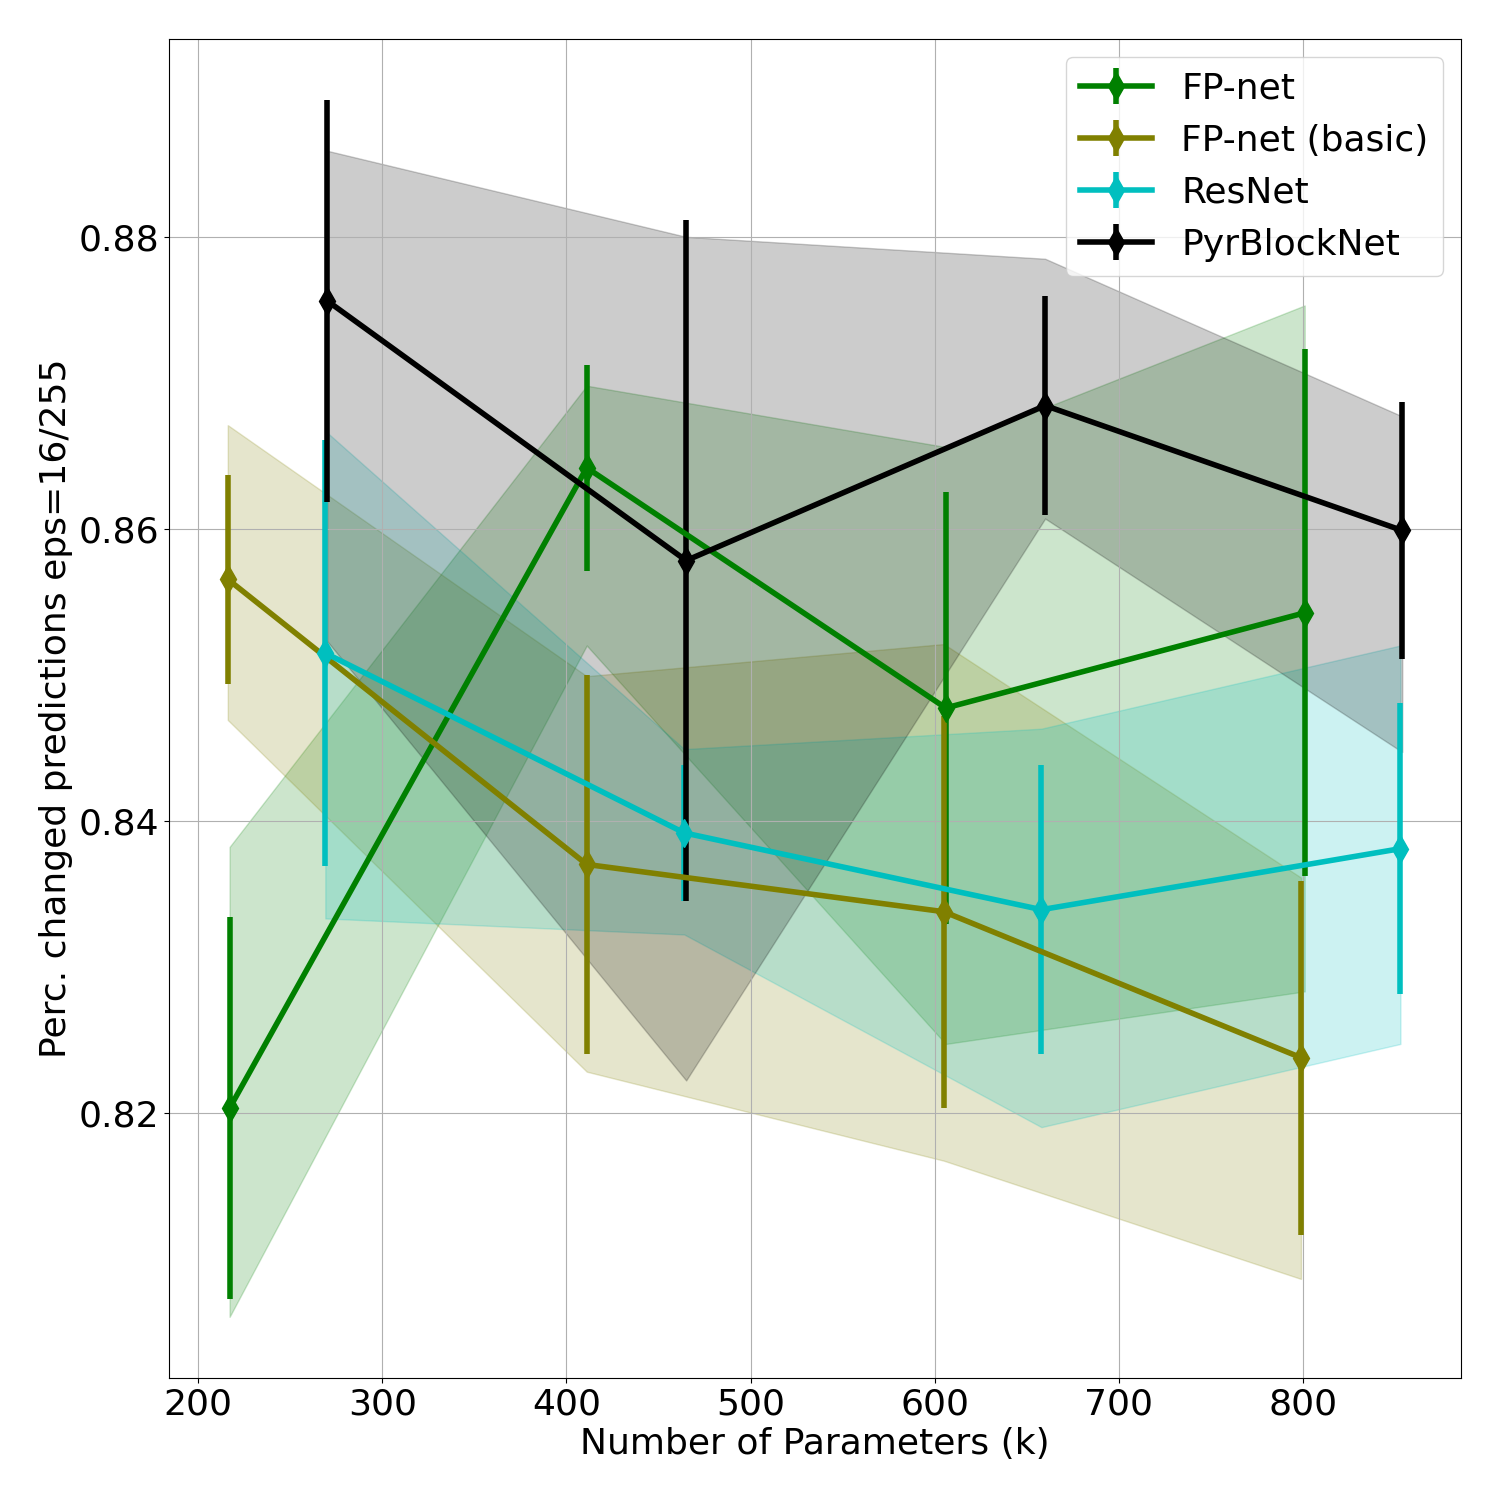 FP-net
FP-net (basic)
ResNet
PyrBlockNet
Perc. changed predictions eps=16/255
0.88
0.86
0.84
0.82
200 300 400 500 600 700 800
Number of Parameters (k)